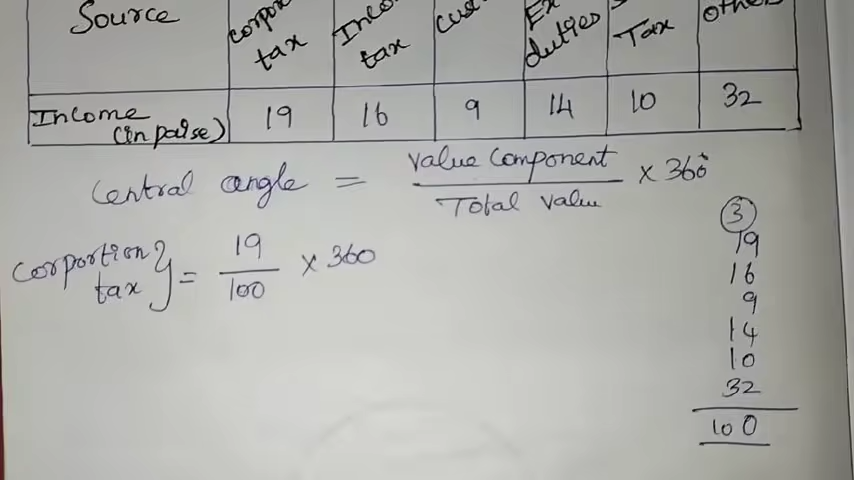 Source
tax
tax
duties
Tax
Income
(in paise)
19 16 9 14 10 32
Central angle = Value Component / Total value × 360°
Corportion tax } = 19 / 100 × 360
3
19
16
9
14
10
32
100